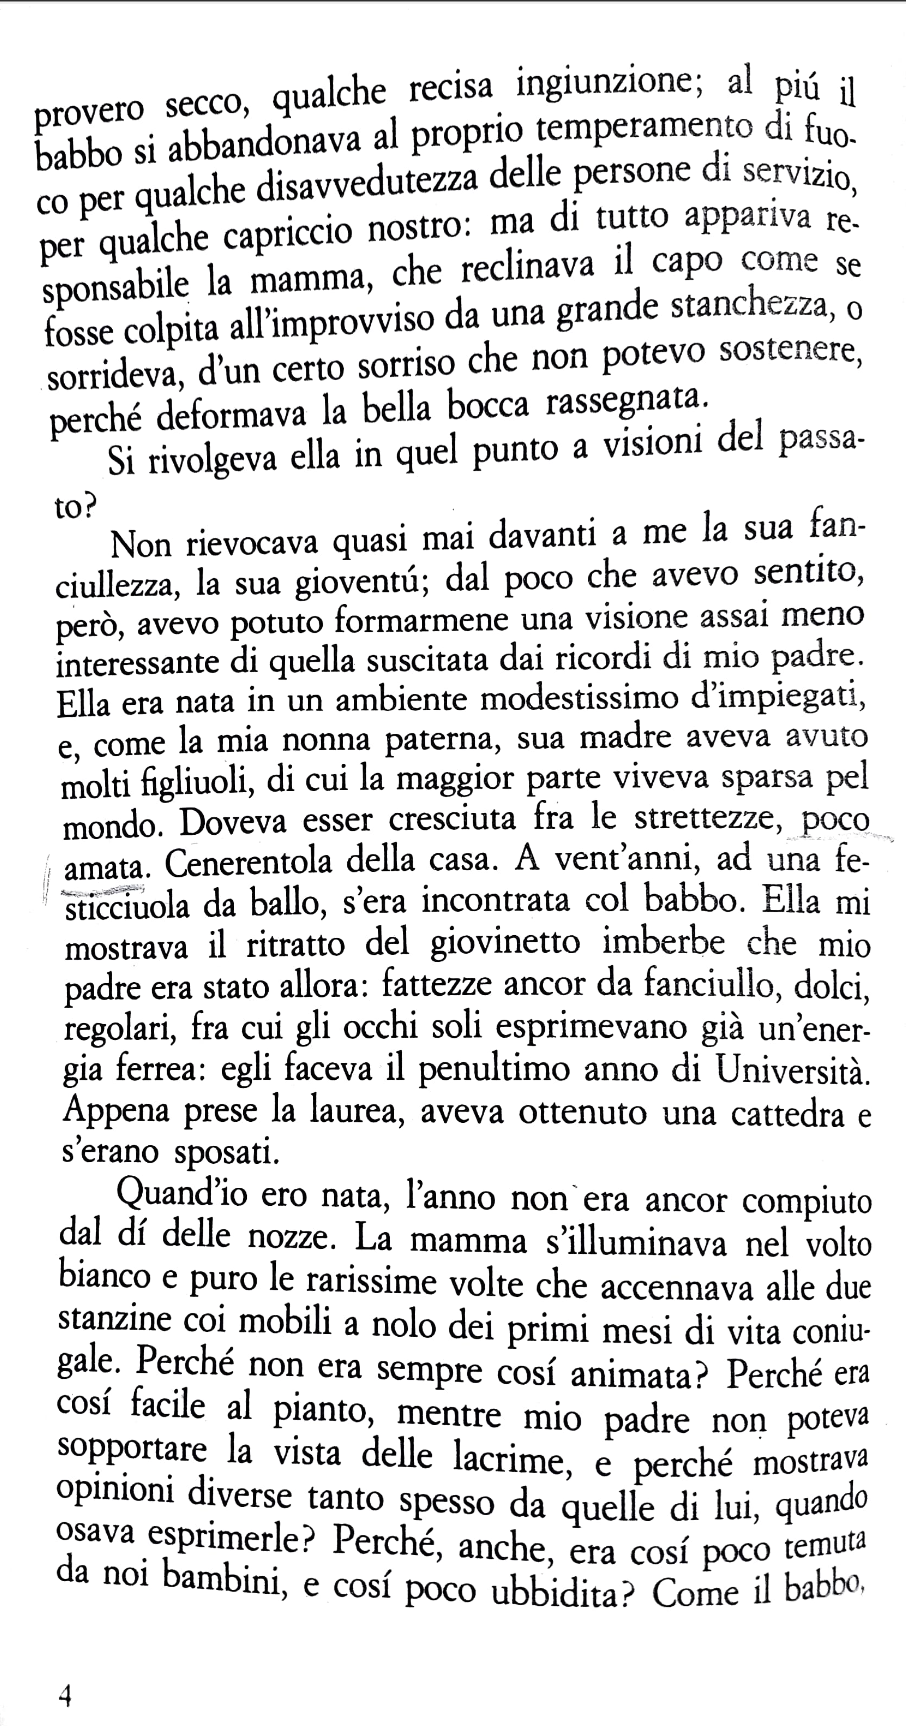 provero secco, qualche recisa ingiunzione; al piú il
babbo si abbandonava al proprio temperamento di fuo-
co per qualche disavvedutezza delle persone di servizio,
per qualche capriccio nostro: ma di tutto appariva re-
sponsabile la mamma, che reclinava il capo come se
fosse colpita all'improvviso da una grande stanchezza, o
sorrideva, d'un certo sorriso che non potevo sostenere,
perché deformava la bella bocca rassegnata.
Si rivolgeva ella in quel punto a visioni del passa-
to?
Non rievocava quasi mai davanti a me la sua fan-
ciullezza, la sua gioventú; dal poco che avevo sentito,
però, avevo potuto formarmene una visione assai meno
interessante di quella suscitata dai ricordi di mio padre.
Ella era nata in un ambiente modestissimo d'impiegati,
e, come la mia nonna paterna, sua madre aveva avuto
molti figliuoli, di cui la maggior parte viveva sparsa pel
mondo. Doveva esser cresciuta fra le strettezze, poco
amata. Cenerentola della casa. A vent'anni, ad una fe-
sticciuola da ballo, s'era incontrata col babbo. Ella mi
mostrava il ritratto del giovinetto imberbe che mio
padre era stato allora: fattezze ancor da fanciullo, dolci,
regolari, fra cui gli occhi soli esprimevano già un'ener-
gia ferrea: egli faceva il penultimo anno di Università.
Appena prese la laurea, aveva ottenuto una cattedra e
s'erano sposati.
Quand'io ero nata, l'anno non era ancor compiuto
dal dí delle nozze. La mamma s'illuminava nel volto
bianco e puro le rarissime volte che accennava alle due
stanzine coi mobili a nolo dei primi mesi di vita coniu-
gale. Perché non era sempre cosí animata? Perché era
cosí facile al pianto, mentre mio padre non poteva
sopportare la vista delle lacrime, e perché mostrava
opinioni diverse tanto spesso da quelle di lui, quando
osava esprimerle? Perché, anche, era cosí poco temuta
da noi bambini, e cosí poco ubbidita? Come il babbo,
4